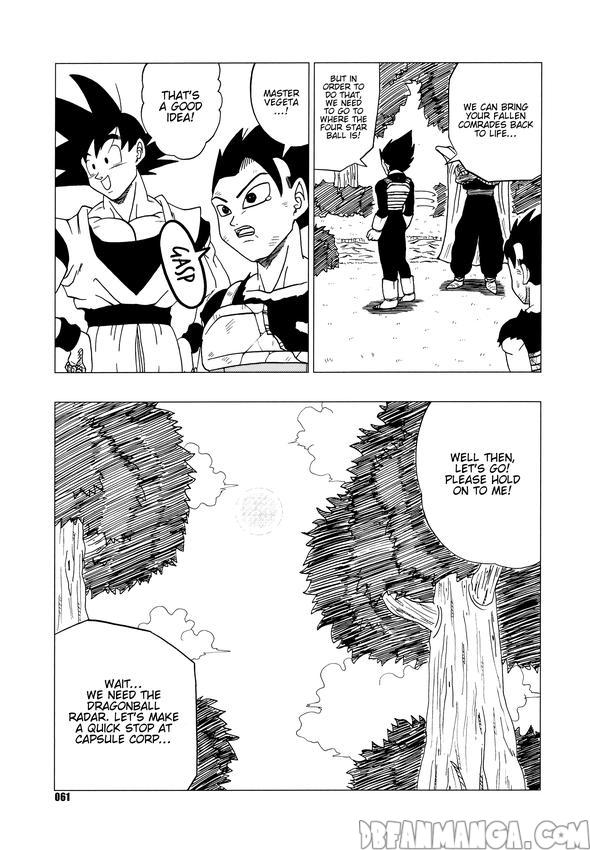 WE CAN BRING
YOUR FALLEN
COMRADES BACK
TO LIFE...
BUT IN
ORDER TO
DO THAT,
WE NEED
TO GO TO
WHERE THE
FOUR STAR
BALL IS!
MASTER
VEGETA
...!
GASP
THAT'S
A GOOD
IDEA!
WELL THEN,
LET'S GO!
PLEASE HOLD
ON TO ME!
WAIT...
WE NEED THE
DRAGONBALL
RADAR. LET'S MAKE
A QUICK STOP AT
CAPSULE CORP...
061
DBFANMANGA.COM